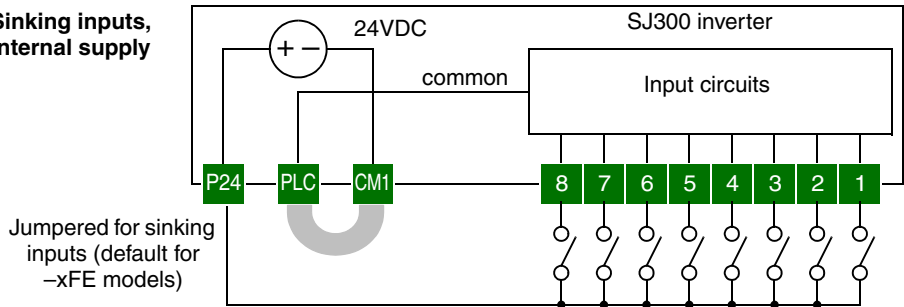 Sinking inputs,
internal supply
24VDC
SJ300 inverter
+ –
common
Input circuits
P24 PLC CM1 8 7 6 5 4 3 2 1
Jumpered for sinking
inputs (default for
–xFE models)